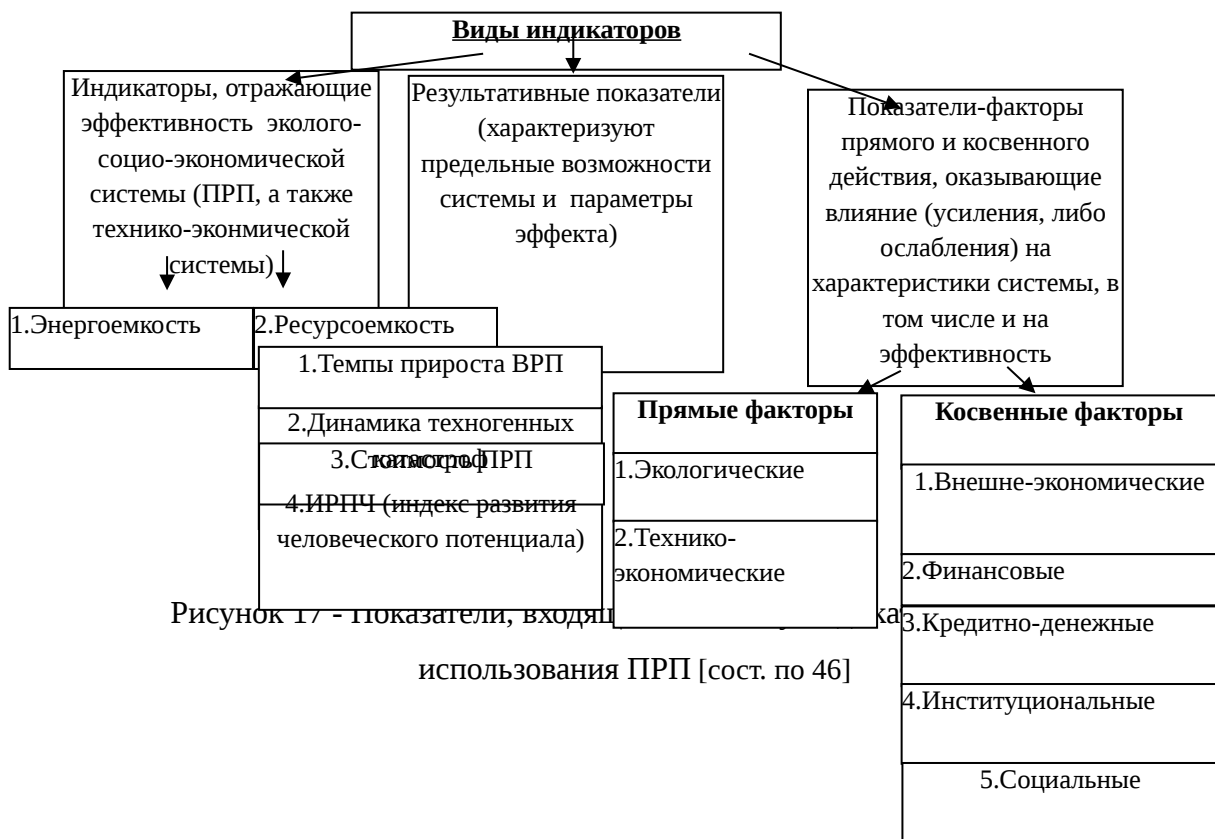 Виды индикаторов
Индикаторы, отражающие
эффективность эколого-
социо-экономической
системы (ПРП, а также
технико-эконмической
системы)
1.Энергоемкость
2.Ресурсоемкость
Результативные показатели
(характеризуют
предельные возможности
системы и параметры
эффекта)
1.Темпы прироста ВРП
2.Динамика техногенных
катастроф
3.Стоимость ПРП
4.ИРПЧ (индекс развития
человеческого потенциала)
Показатели-факторы
прямого и косвенного
действия, оказывающие
влияние (усиления, либо
ослабления) на
характеристики системы, в
том числе и на
эффективность
Прямые факторы
1.Экологические
2.Технико-
экономические
Косвенные факторы
1.Внешне-экономические
2.Финансовые
3.Кредитно-денежные
4.Институциональные
5.Социальные
Рисунок 17 - Показатели,
использования ПРП [сост. по 46]